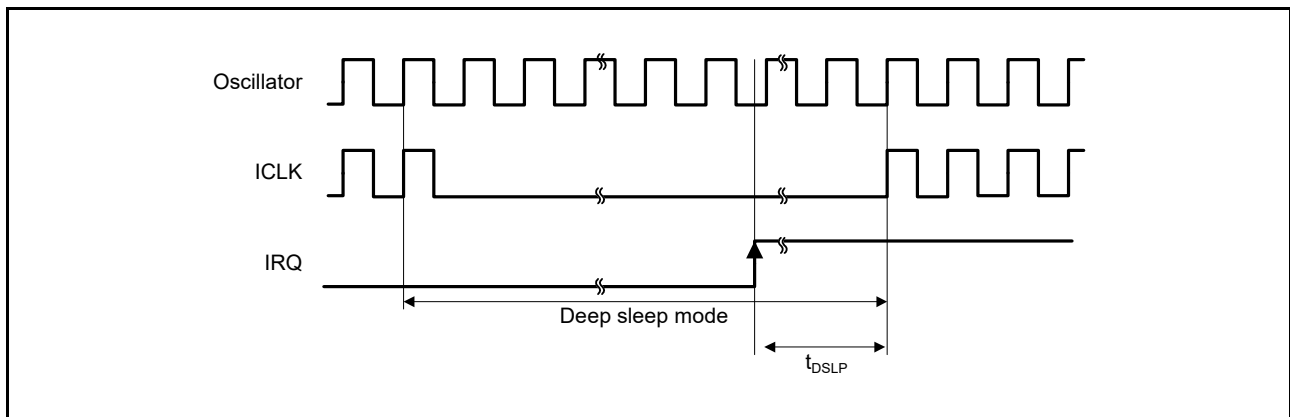 Oscillator
ICLK
IRQ
Deep sleep mode
tDSLP